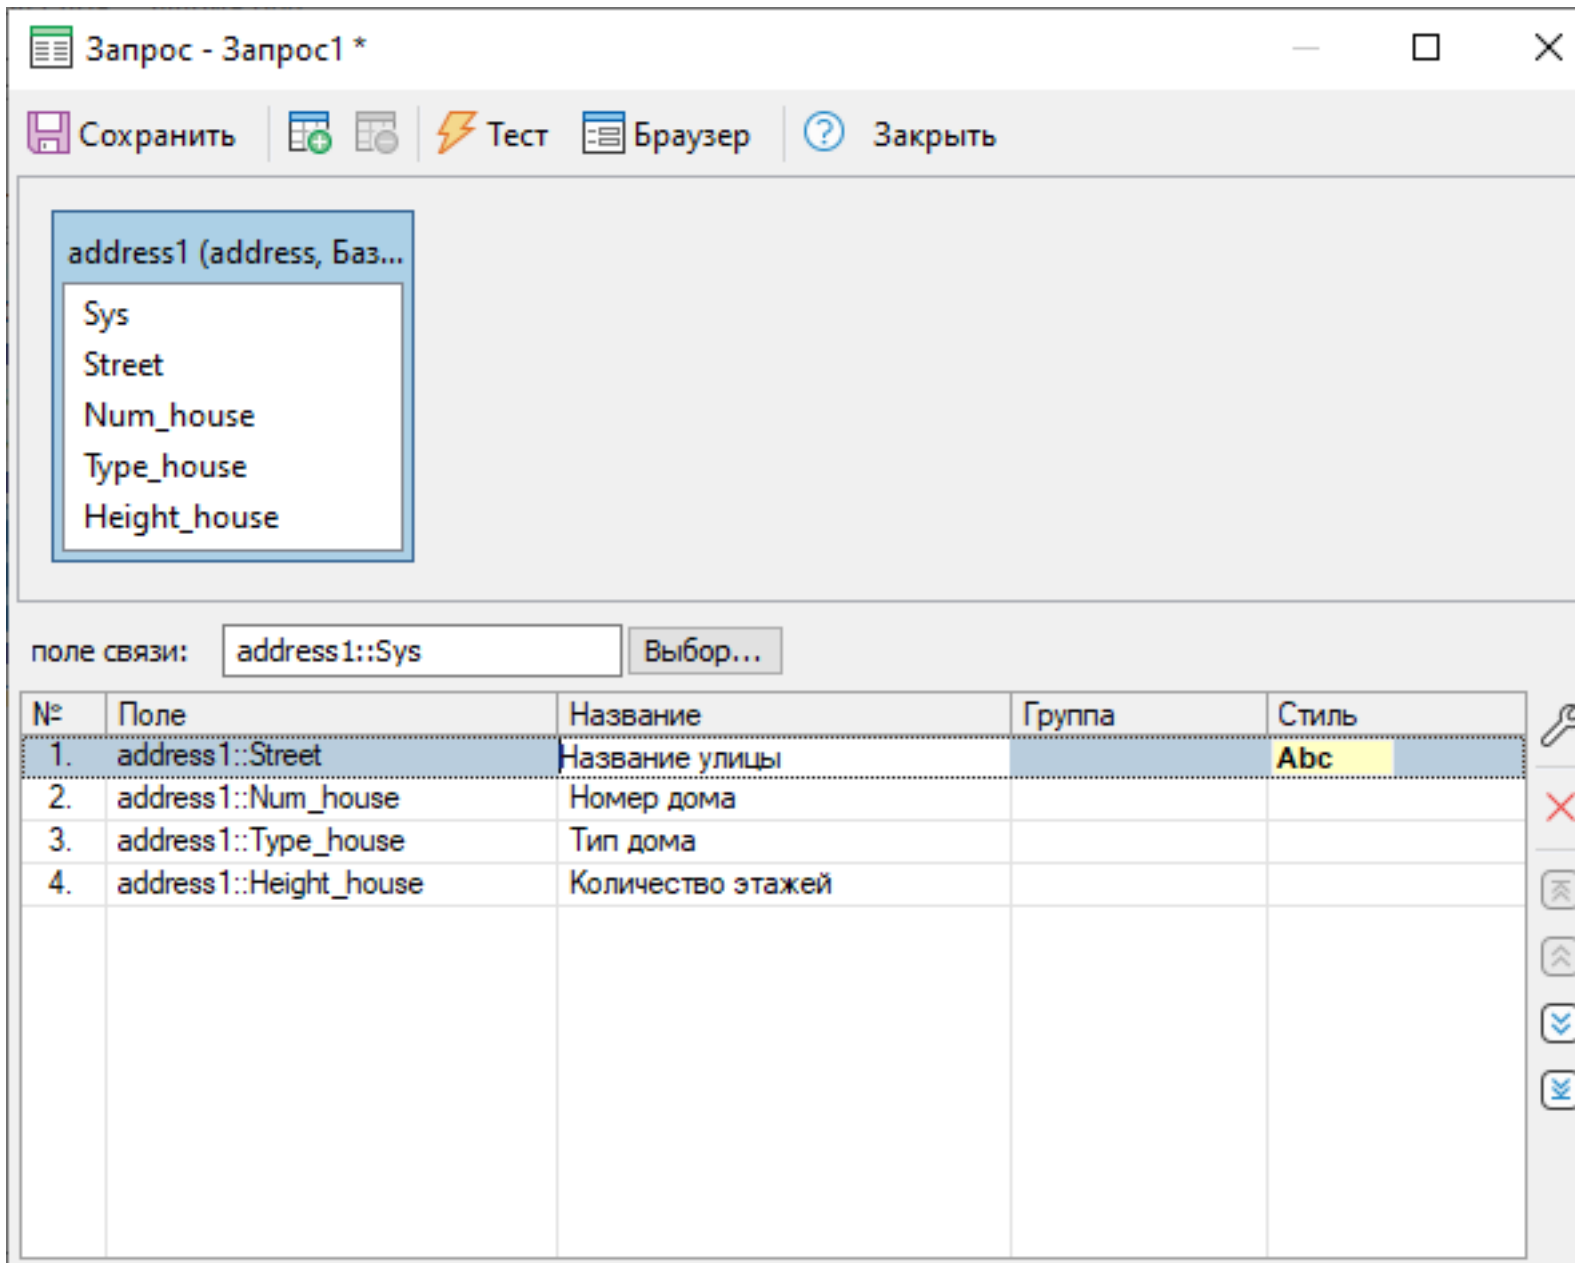 Запрос - Запрос1 *
Сохранить Тест Браузер ? Закрыть
address1 (address, Баз...
Sys
Street
Num_house
Type_house
Height_house
поле связи: address1::Sys Выбор...
№ Поле Название Группа Стиль
1. address1::Street Название улицы Abc
2. address1::Num_house Номер дома
3. address1::Type_house Тип дома
4. address1::Height_house Количество этажей